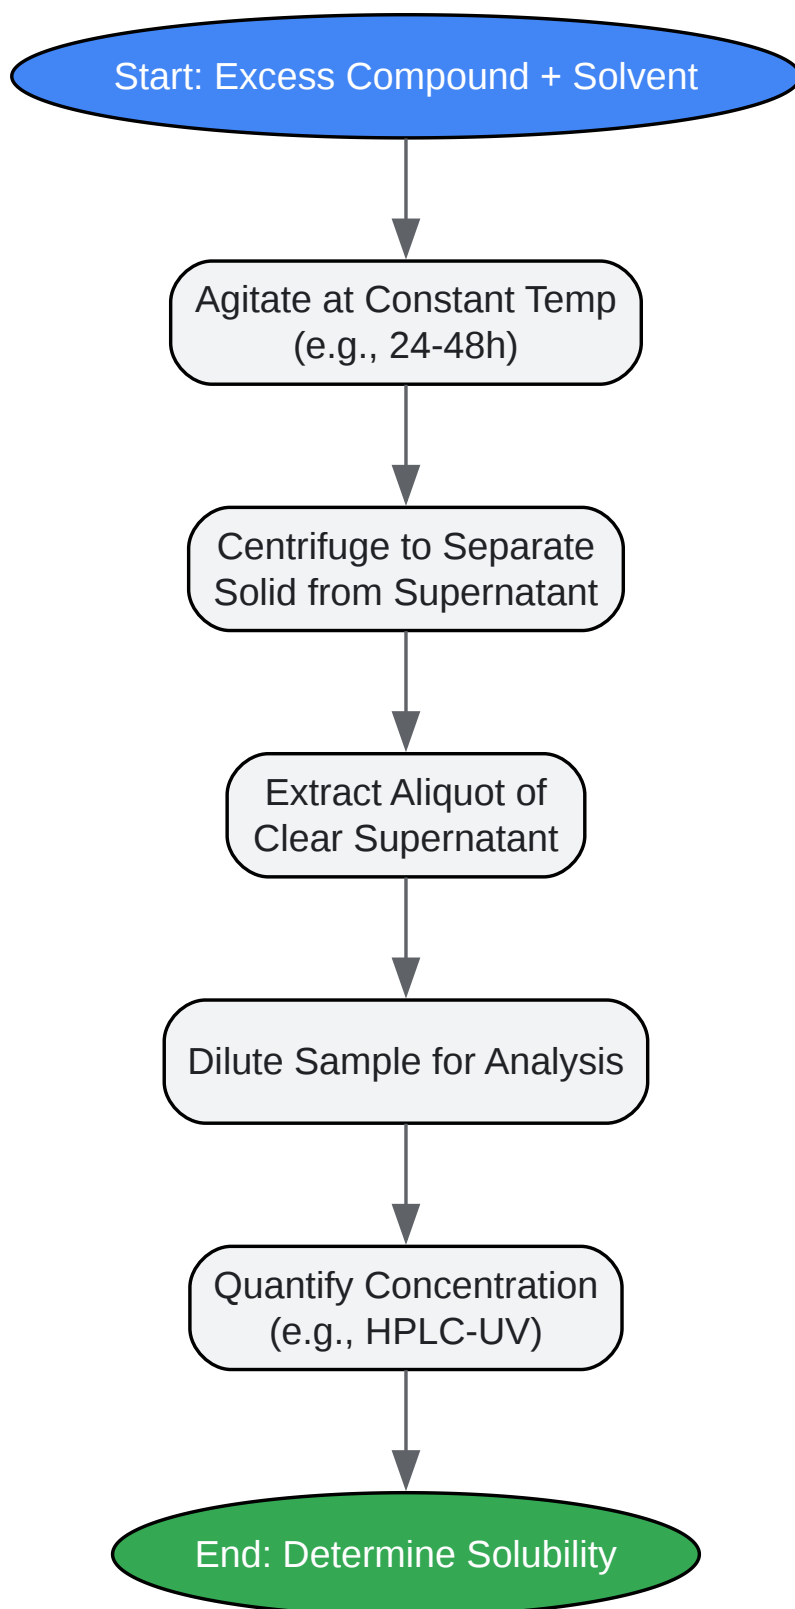 Start: Excess Compound + Solvent
Agitate at Constant Temp
(e.g., 24-48h)
Centrifuge to Separate
Solid from Supernatant
Extract Aliquot of
Clear Supernatant
Dilute Sample for Analysis
Quantify Concentration
(e.g., HPLC-UV)
End: Determine Solubility